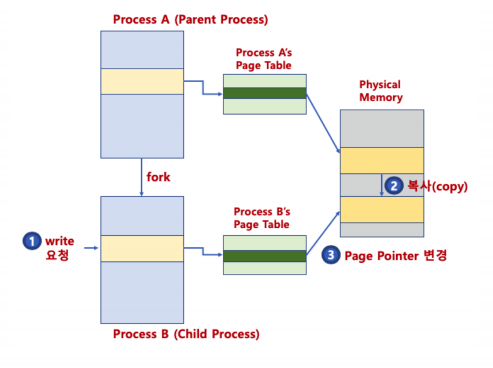 Process A (Parent Process)
Process A's
Page Table
Physical
Memory
fork
2 복사(copy)
1 write
요청
Process B's
Page Table
3 Page Pointer 변경
Process B (Child Process)